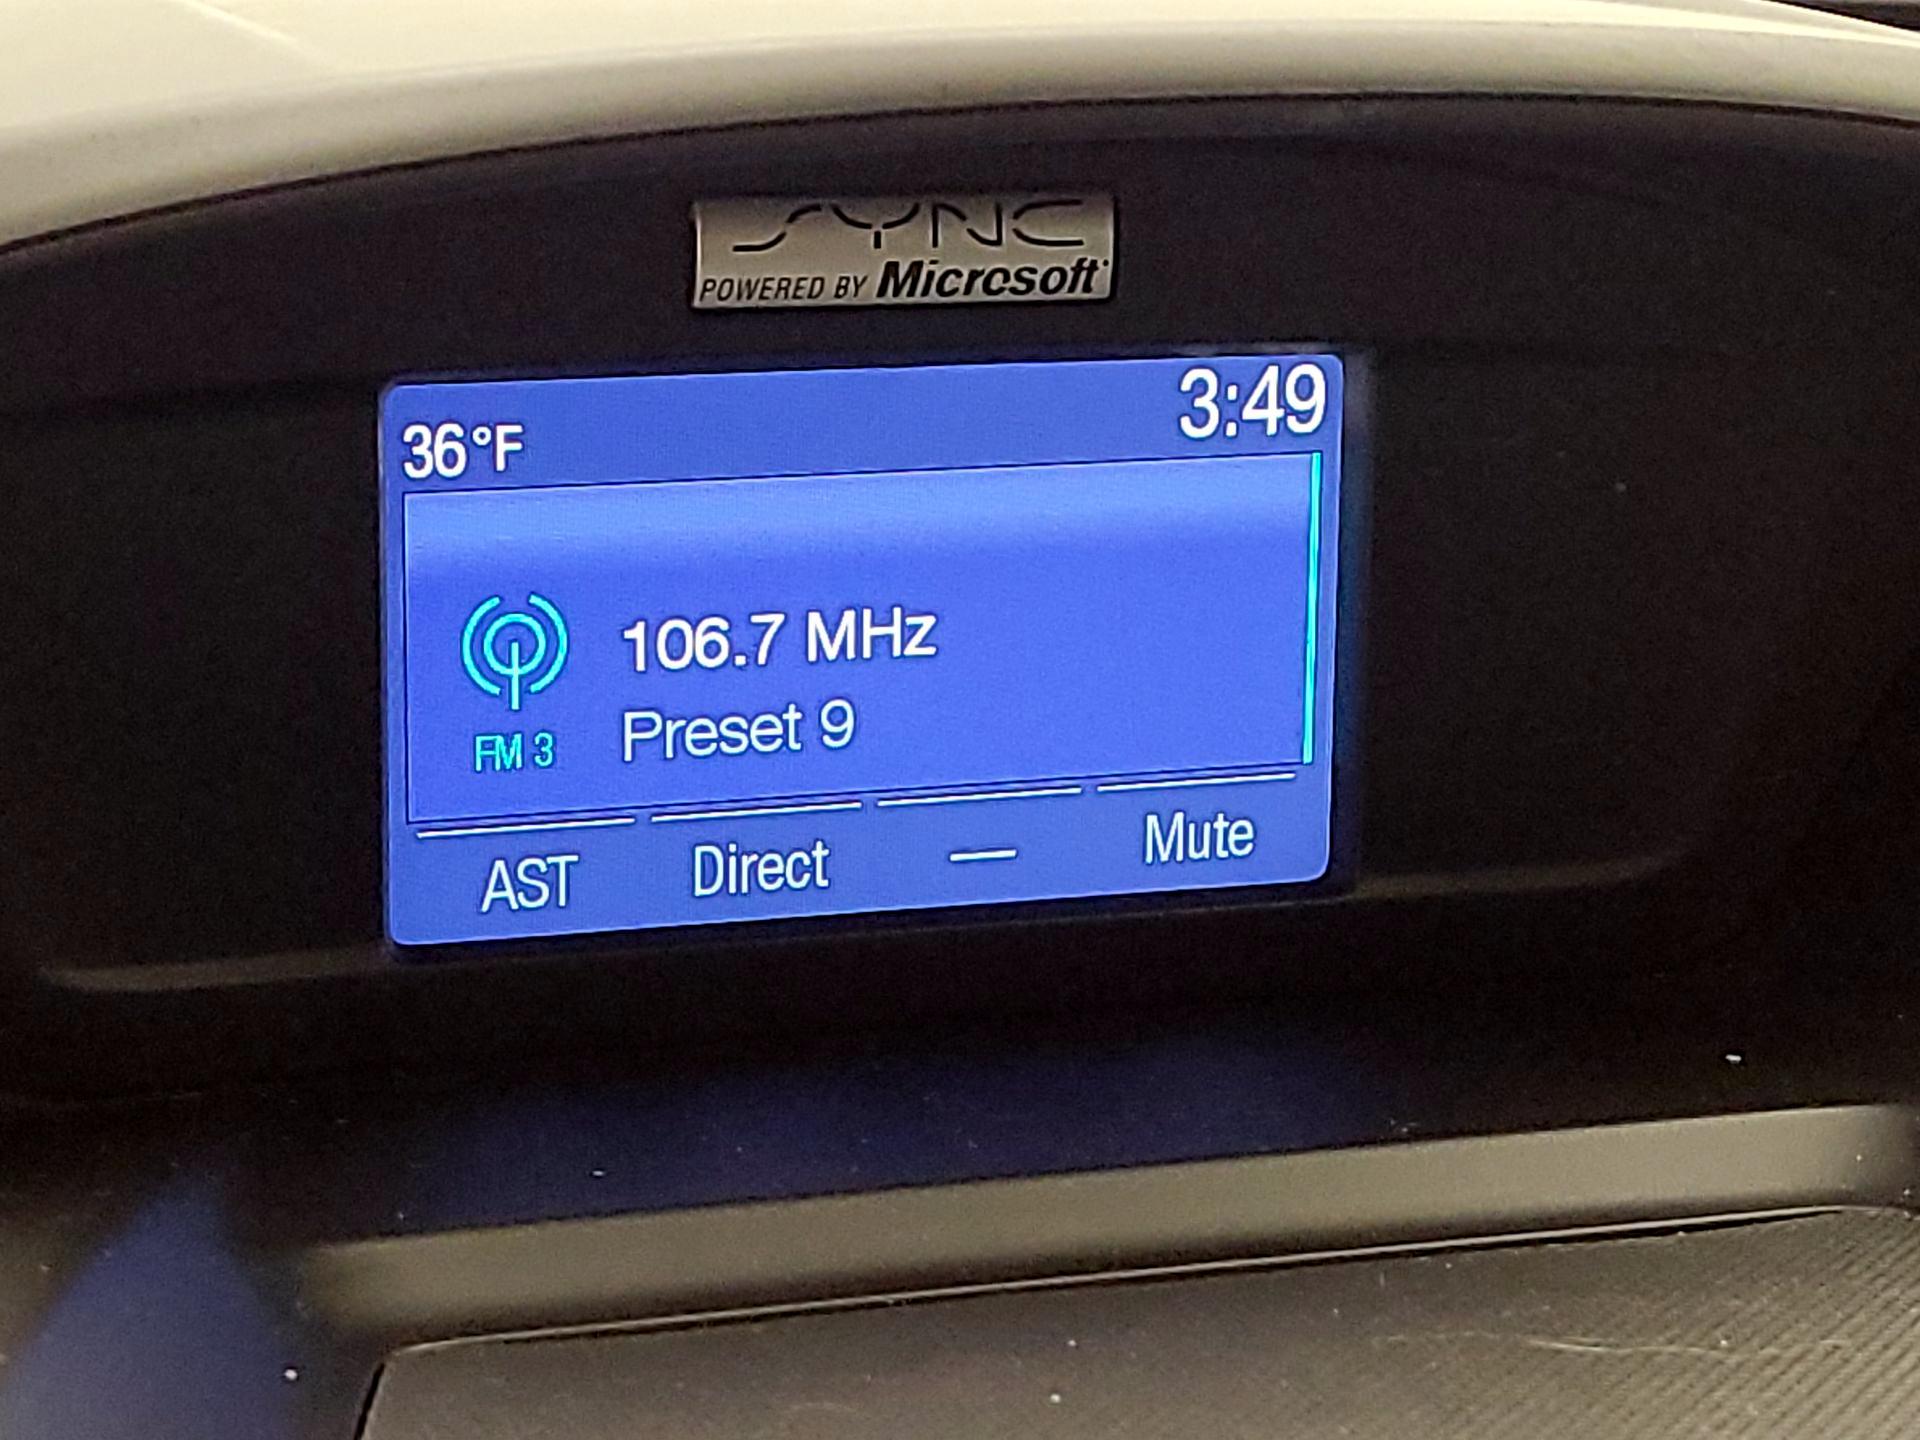 SYNC
POWERED BY Microsoft
36°F 3:49
106.7 MHz
FM 3 Preset 9
AST Direct — Mute